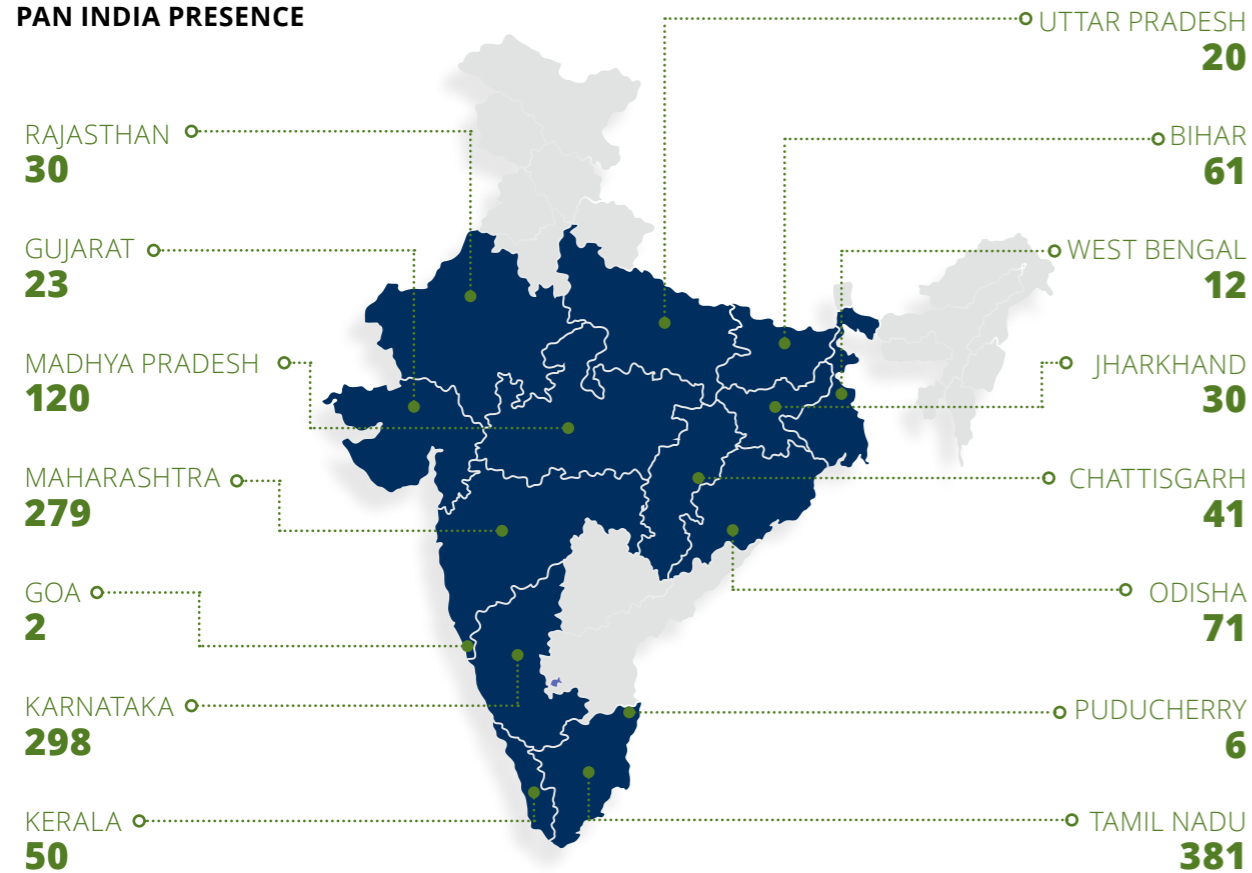 PAN INDIA PRESENCE
RAJASTHAN
30
GUJARAT
23
MADHYA PRADESH
120
MAHARASHTRA
279
GOA
2
KARNATAKA
298
KERALA
50
UTTAR PRADESH
20
BIHAR
61
WEST BENGAL
12
JHARKHAND
30
CHATTISGARH
41
ODISHA
71
PUDUCHERRY
6
TAMIL NADU
381